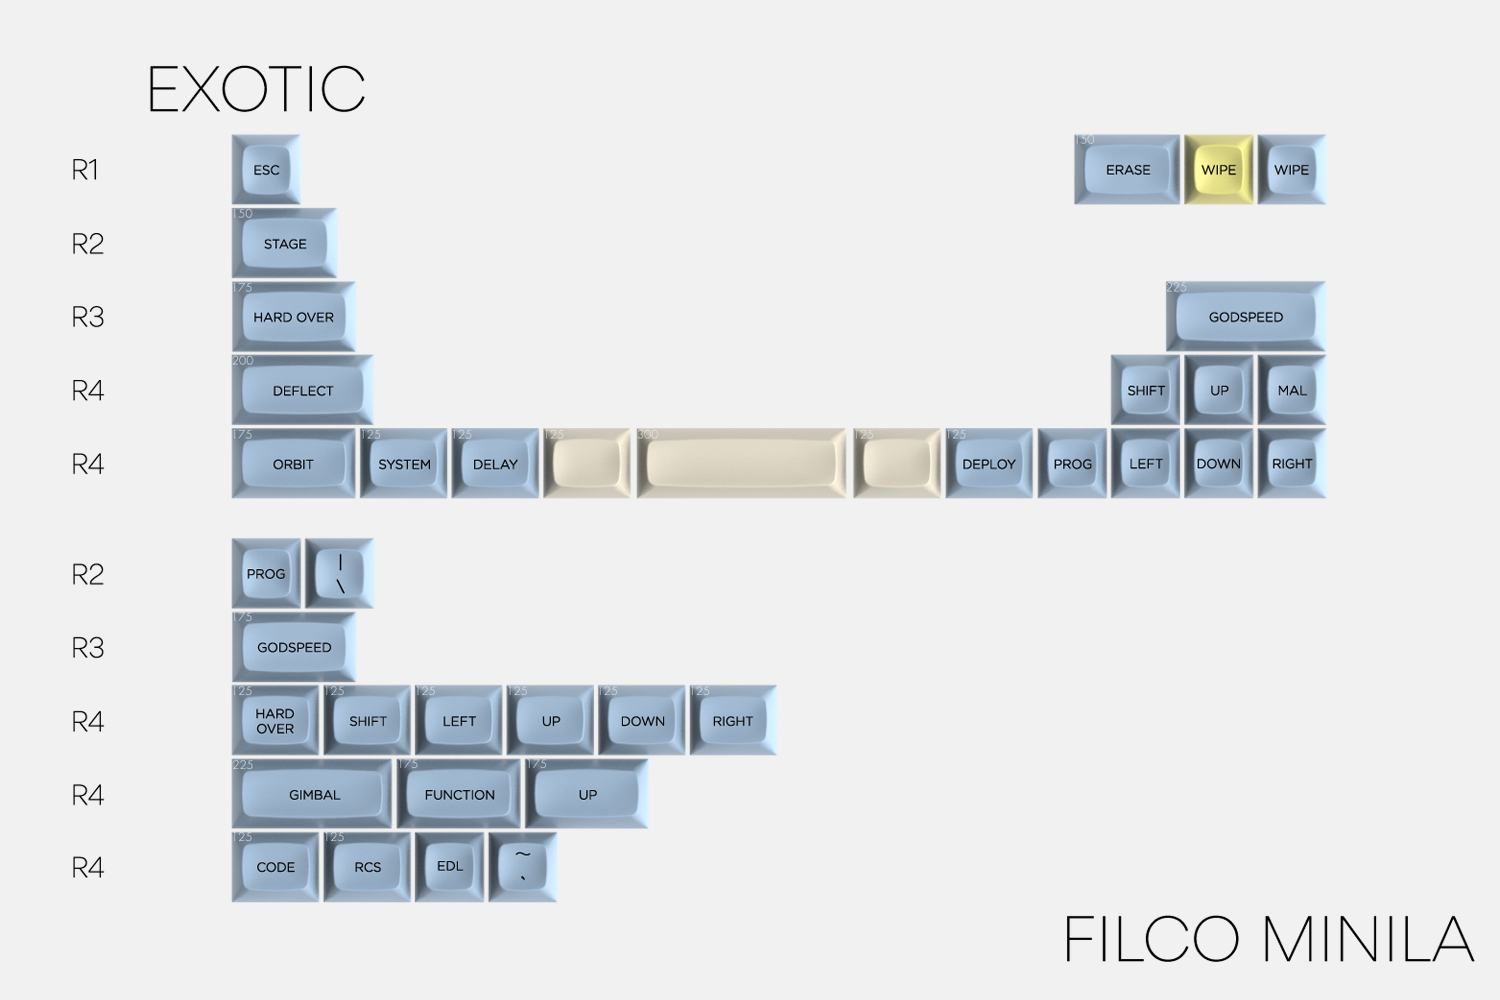 EXOTIC
R1 ESC 150 ERASE WIPE WIPE
R2 150 STAGE
R3 175 HARD OVER 225 GODSPEED
R4 200 DEFLECT SHIFT UP MAL
R4 175 ORBIT 125 SYSTEM 125 DELAY 125 300 125 125 DEPLOY PROG LEFT DOWN RIGHT
R2 PROG | \
R3 175 GODSPEED
R4 125 HARD OVER 125 SHIFT 125 LEFT 125 UP 125 DOWN 125 RIGHT
R4 225 GIMBAL 175 FUNCTION 175 UP
R4 125 CODE 125 RCS EDL ~ `
FILCO MINILA